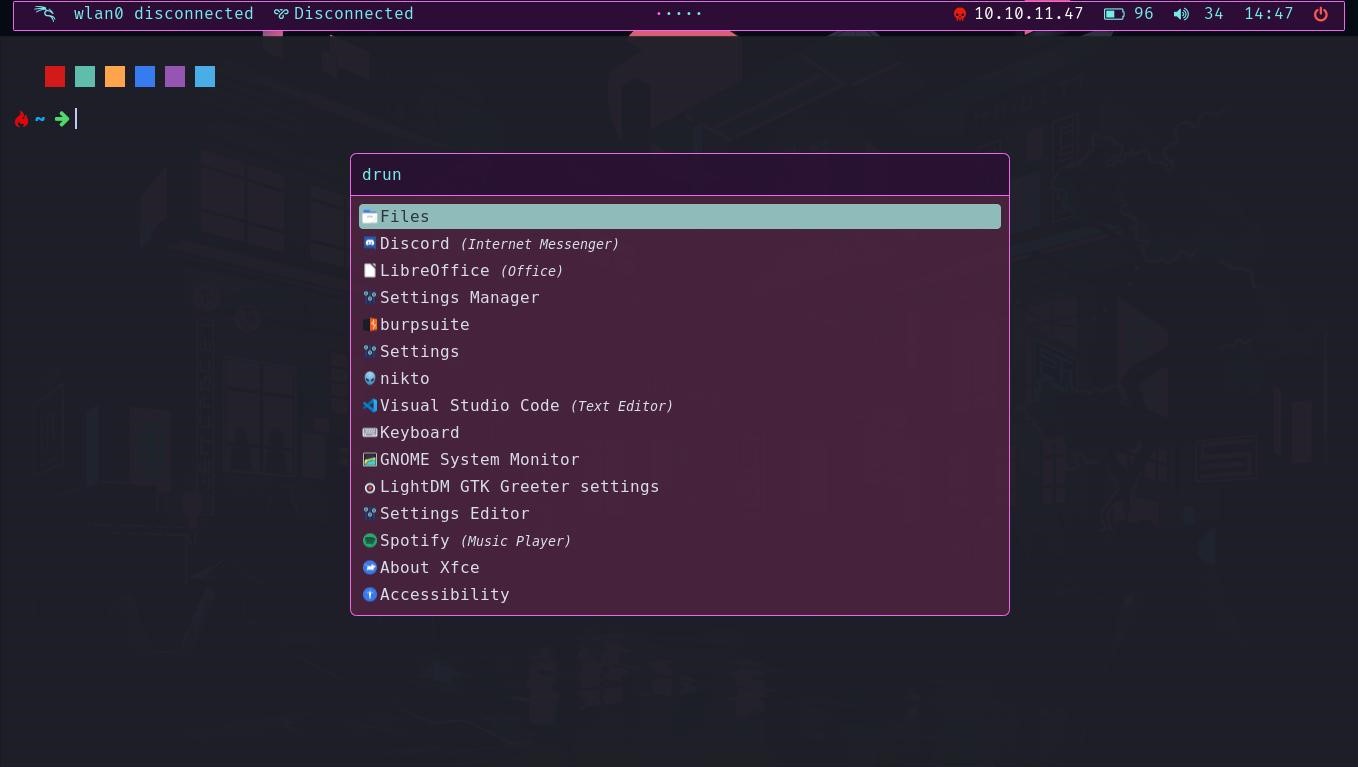 wlan0 disconnected Disconnected 10.10.11.47 96 34 14:47
~
drun
Files
Discord (Internet Messenger)
LibreOffice (Office)
Settings Manager
burpsuite
Settings
nikto
Visual Studio Code (Text Editor)
Keyboard
GNOME System Monitor
LightDM GTK Greeter settings
Settings Editor
Spotify (Music Player)
About Xfce
Accessibility